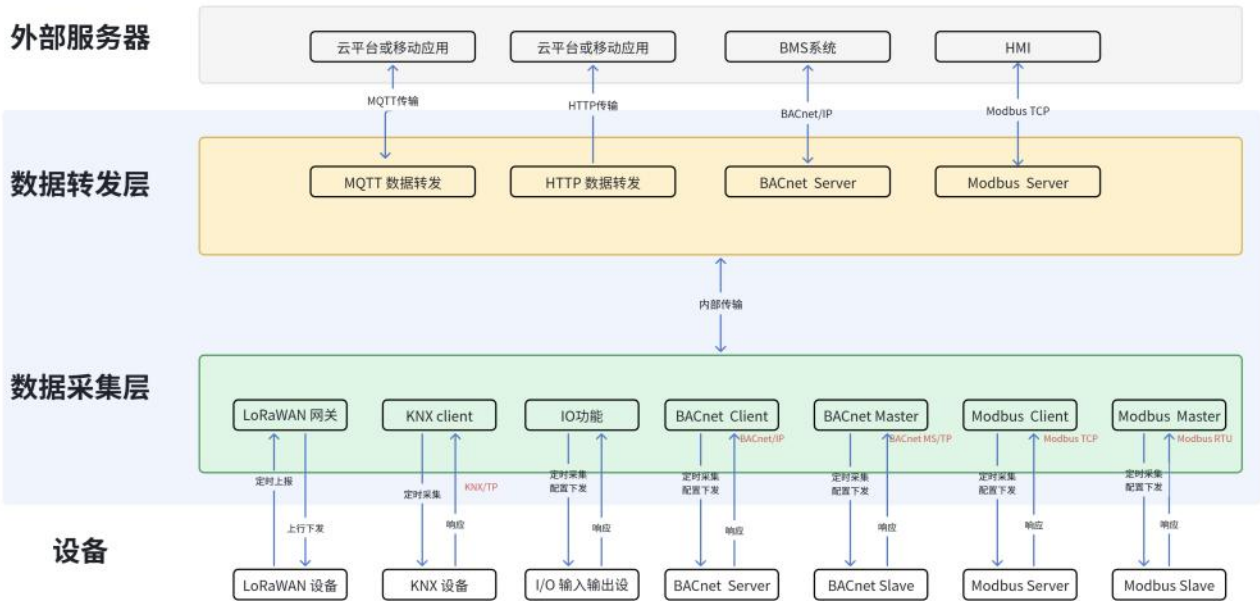 外部服务器
云平台或移动应用
云平台或移动应用
BMS系统
HMI
MQTT传输
HTTP传输
BACnet/IP
Modbus TCP
数据转发层
MQTT 数据转发
HTTP 数据转发
BACnet Server
Modbus Server
内部传输
数据采集层
LoRaWAN 网关
KNX client
IO功能
BACnet Client
BACnet Master
Modbus Client
Modbus Master
BACnet/IP
BACnet MS/TP
Modbus TCP
Modbus RTU
定时上报
上行下发
定时采集
KNX/TP
响应
定时采集
配置下发
响应
定时采集
配置下发
响应
定时采集
配置下发
响应
定时采集
配置下发
响应
定时采集
配置下发
响应
设备
LoRaWAN 设备
KNX 设备
I/O 输入输出设
BACnet Server
BACnet Slave
Modbus Server
Modbus Slave